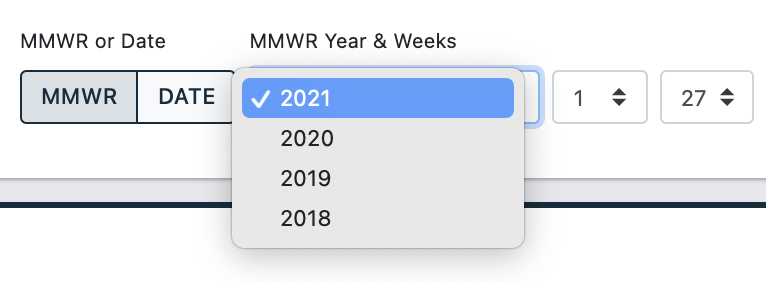 MMWR or Date
MMWR Year & Weeks
MMWR DATE 2021 1 27
2020
2019
2018